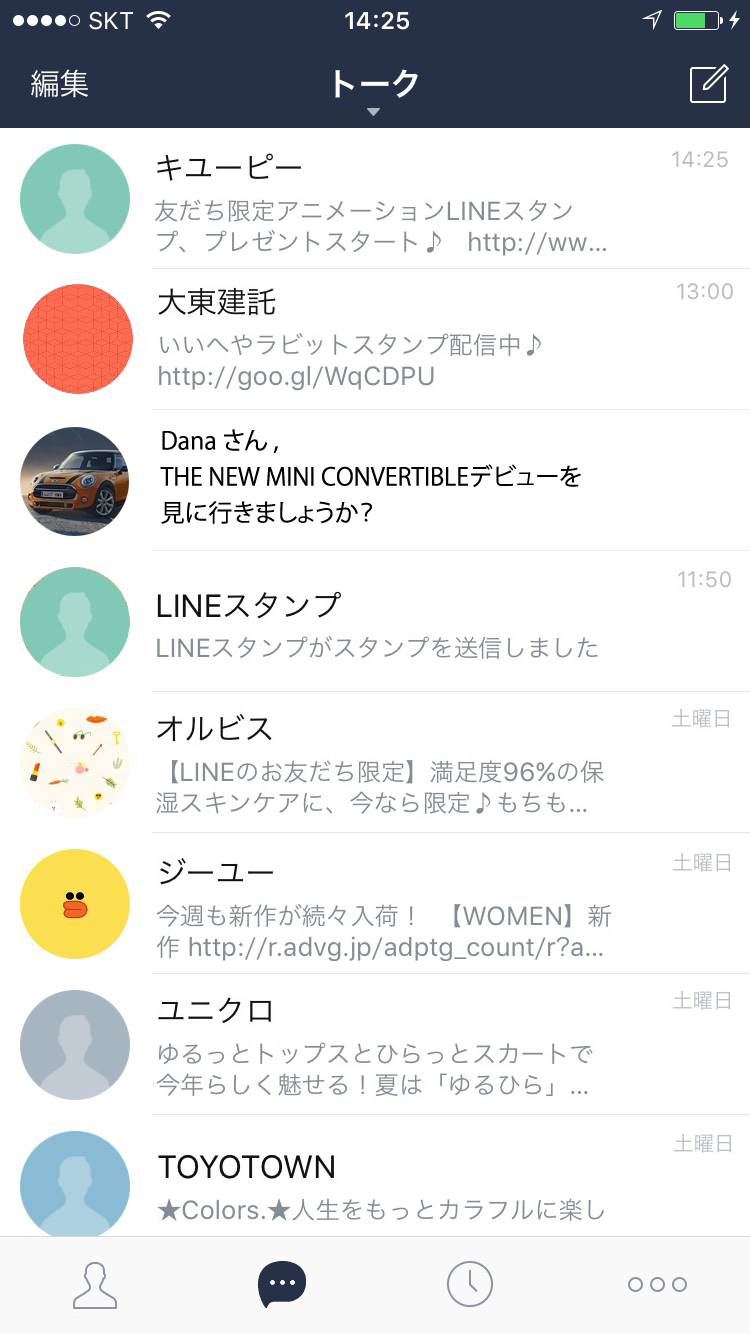 SKT 14:25
編集 トーク
キユーピー 14:25
友だち限定アニメーションLINEスタン
プ、プレゼントスタート♪ http://ww...
大東建託 13:00
いいへやラビットスタンプ配信中♪
http://goo.gl/WqCDPU
Dana さん ,
THE NEW MINI CONVERTIBLEデビューを
見に行きましょうか?
11:50
LINEスタンプ
LINEスタンプがスタンプを送信しました
オルビス 土曜日
【LINEのお友だち限定】満足度96%の保
湿スキンケアに、今なら限定♪もちも...
ジーユー 土曜日
今週も新作が続々入荷! 【WOMEN】新
作 http://r.advg.jp/adptg_count/r?a...
ユニクロ 土曜日
ゆるっとトップスとひらっとスカートで
今年らしく魅せる!夏は「ゆるひら」...
TOYOTOWN 土曜日
★Colors.★人生をもっとカラフルに楽し